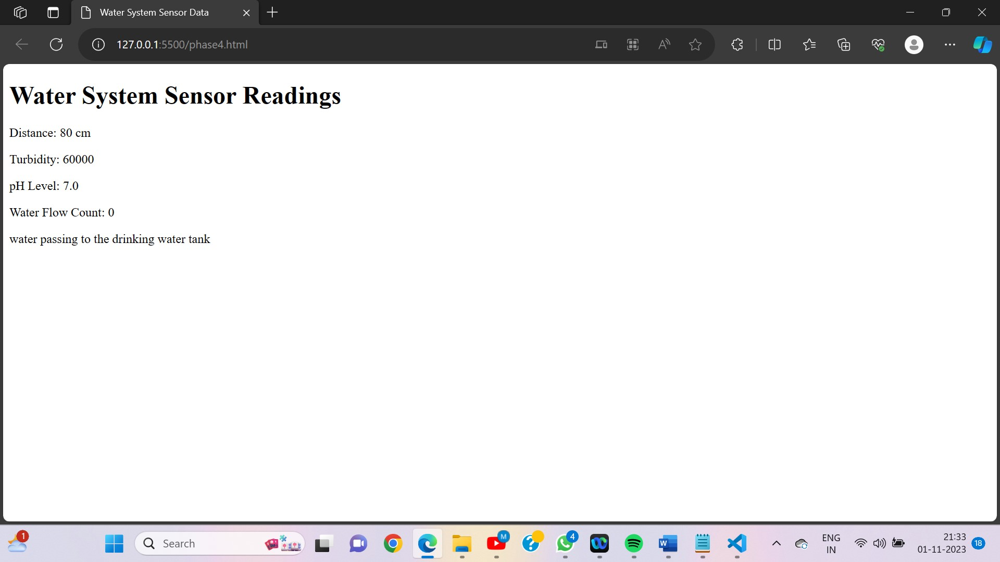 Water System Sensor Data
127.0.0.1:5500/phase4.html
Water System Sensor Readings
Distance: 80 cm
Turbidity: 60000
pH Level: 7.0
Water Flow Count: 0
water passing to the drinking water tank
1
Search
M
4
W
ENG
IN
21:33
01-11-2023
18